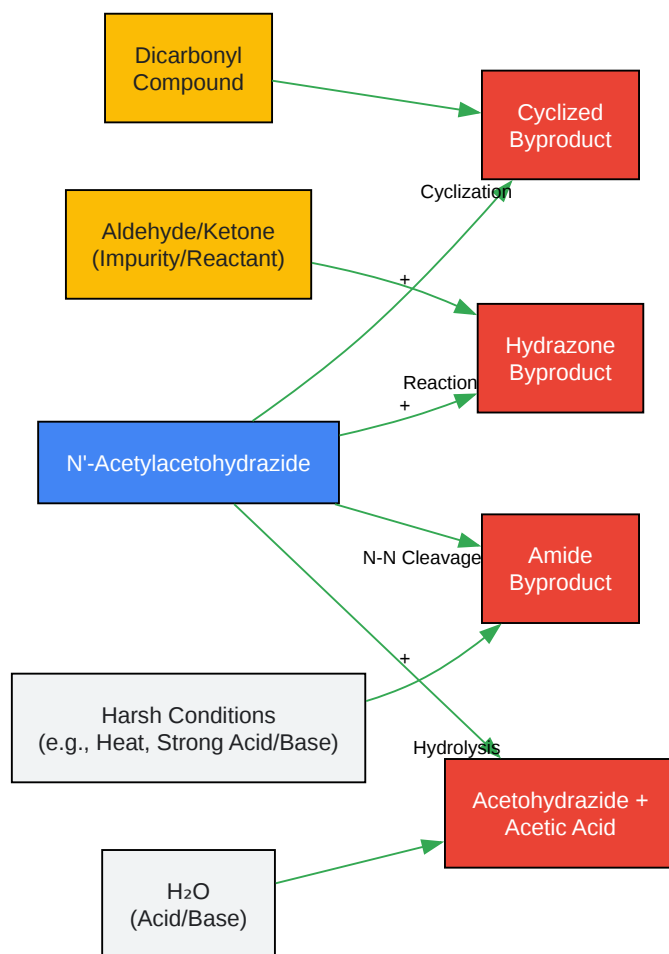 Dicarbonyl
Compound
Cyclized
Byproduct
Cyclization
Aldehyde/Ketone
(Impurity/Reactant)
+
Hydrazone
Byproduct
Reaction
+
N'-Acetylacetohydrazide
N-N Cleavage
Amide
Byproduct
+
Harsh Conditions
(e.g., Heat, Strong Acid/Base)
Hydrolysis
Acetohydrazide +
Acetic Acid
H₂O
(Acid/Base)